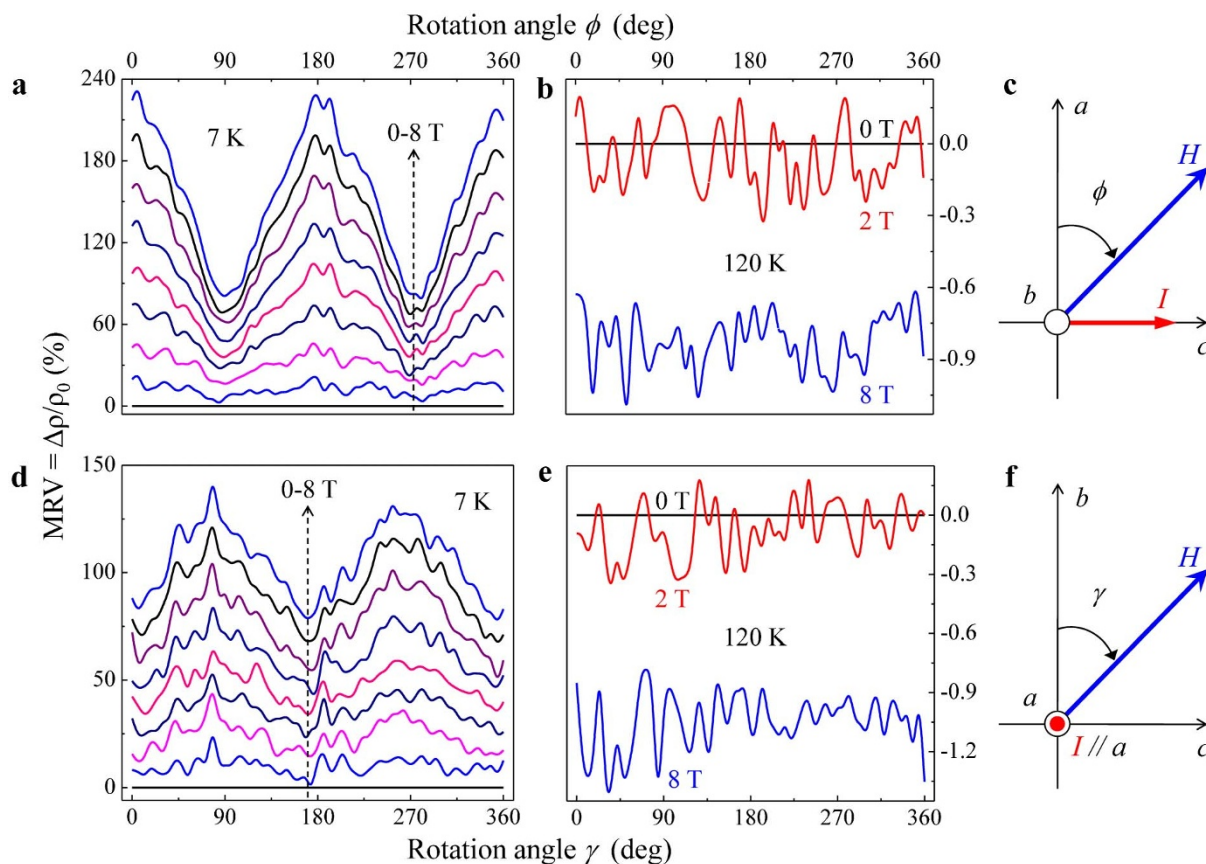 Rotation angle ϕ (deg)
0 90 180 270 360 0 90 180 270 360
a b c
240
180
120
60
0
7 K
0-8 T
0 T
2 T
120 K
8 T
0.0
-0.3
-0.6
-0.9
a
H
ϕ
b
I
c
MRV = Δρ/ρ0 (%)
d e f
150
100
50
0
0-8 T
7 K
0 T
2 T
120 K
8 T
0.0
-0.3
-0.6
-0.9
-1.2
b
H
γ
a
I // a
c
0 90 180 270 360 0 90 180 270 360
Rotation angle γ (deg)